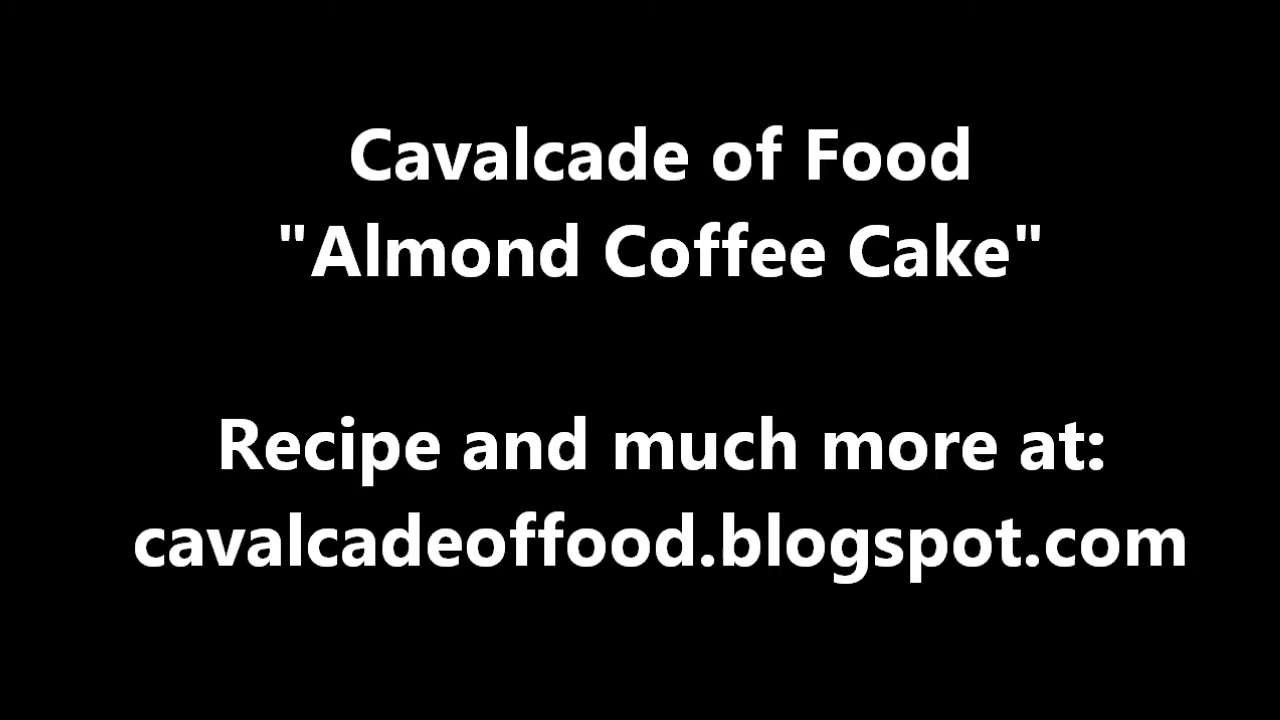 Cavalcade of Food
"Almond Coffee Cake"
Recipe and much more at:
cavalcadeoffood.blogspot.com